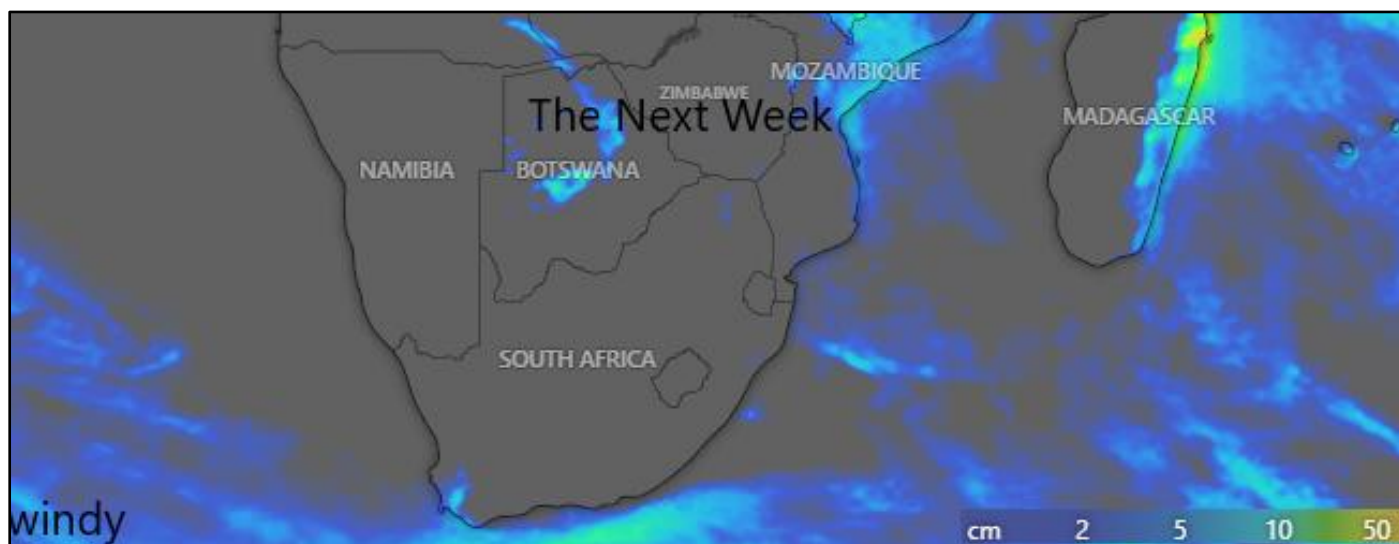 MOZAMBIQUE
ZIMBABWE
The Next Week
MADAGASCAR
NAMIBIA
BOTSWANA
SOUTH AFRICA
windy
cm 2 5 10 50